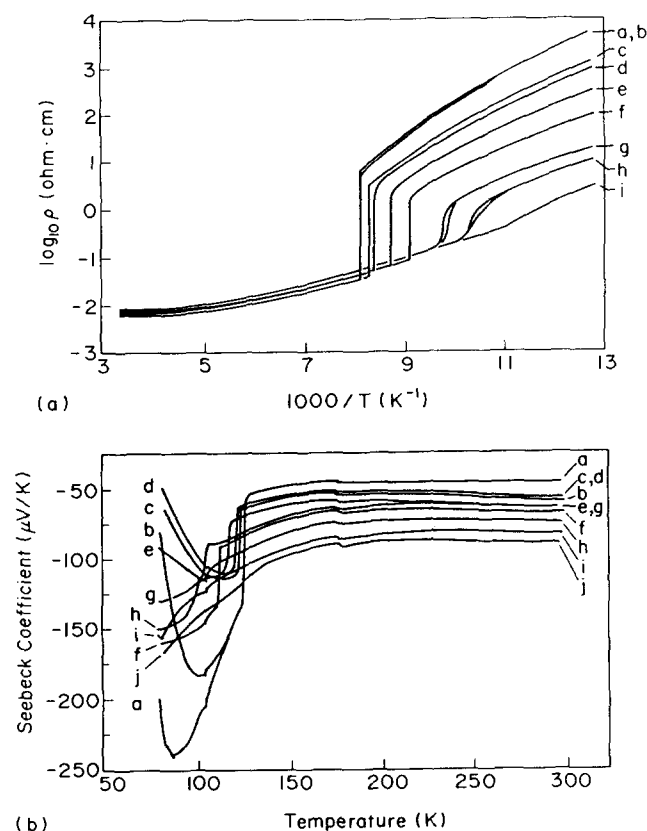 4
3
2
1
0
-1
-2
-3
log₁₀ ρ (ohm·cm)
a,b
c
d
e
f
g
h
i
3 5 7 9 11 13
(a) 1000/T (K⁻¹)
-50
-100
-150
-200
-250
Seebeck Coefficient (μV/K)
d
c
b
e
g
h
i
f
j
a
a
c,d
b
e,g
f
h
i
j
50 100 150 200 250 300
(b) Temperature (K)